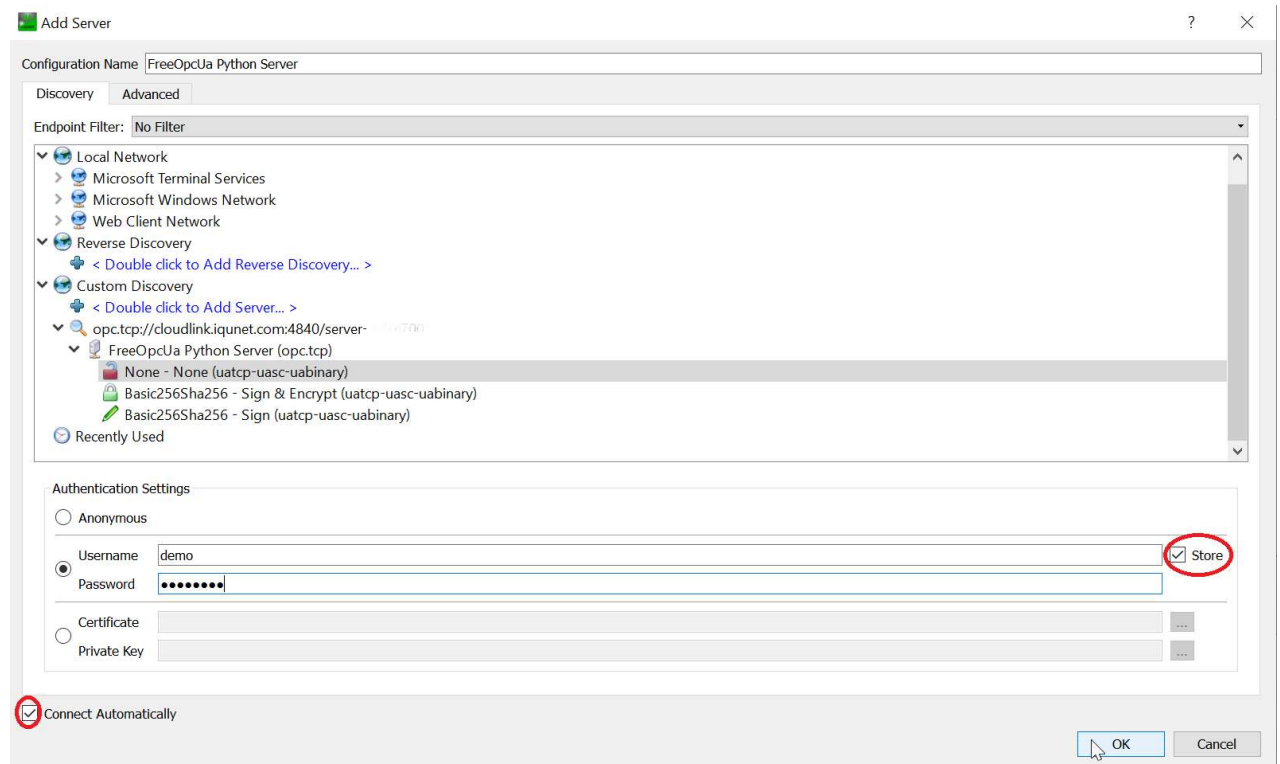 Add Server
Configuration Name FreeOpcUa Python Server
Discovery Advanced
Endpoint Filter: No Filter
Local Network
Microsoft Terminal Services
Microsoft Windows Network
Web Client Network
Reverse Discovery
< Double click to Add Reverse Discovery... >
Custom Discovery
< Double click to Add Server... >
opc.tcp://cloudlink.iqunet.com:4840/server-
FreeOpcUa Python Server (opc.tcp)
None - None (uatcp-uasc-uabinary)
Basic256Sha256 - Sign & Encrypt (uatcp-uasc-uabinary)
Basic256Sha256 - Sign (uatcp-uasc-uabinary)
Recently Used
Authentication Settings
Anonymous
Username demo Store
Password ●●●●●●●●
Certificate ...
Private Key ...
Connect Automatically
OK Cancel